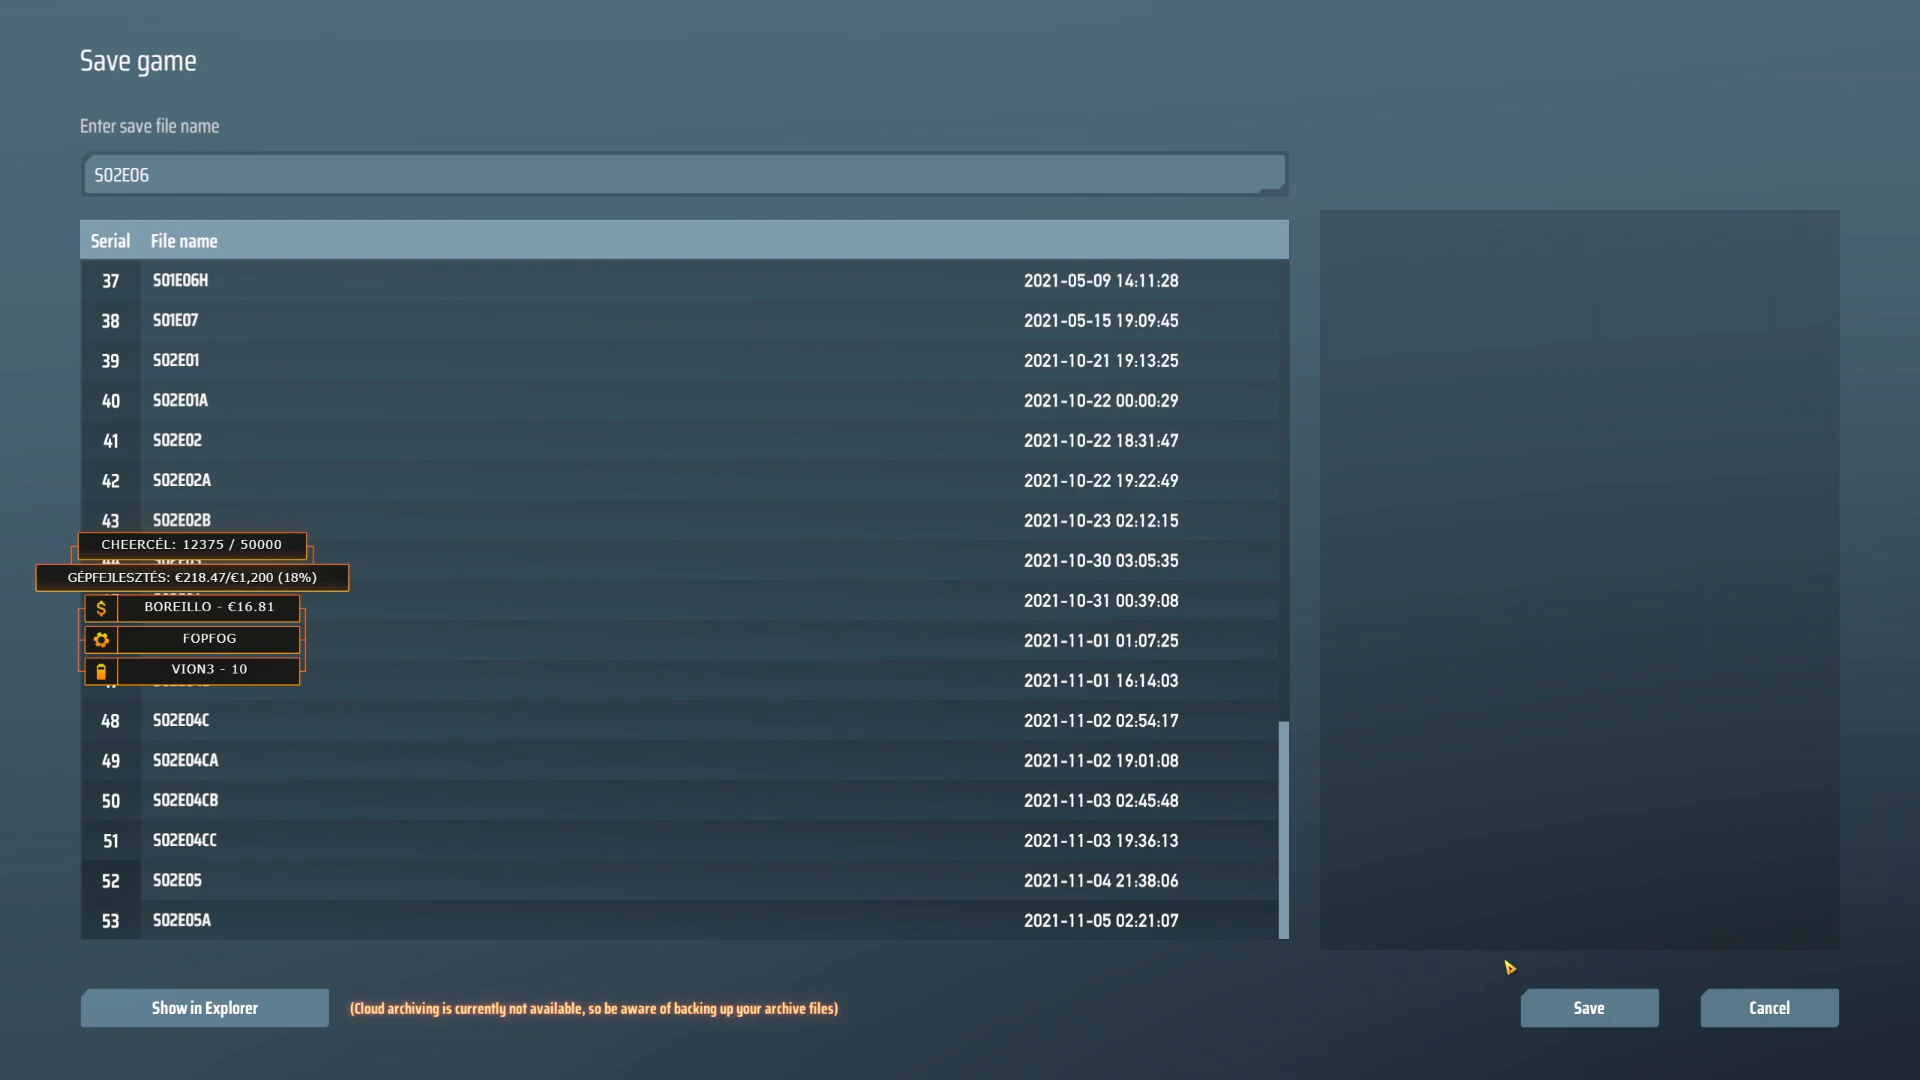 Save game
Enter save file name
S02E06
Serial File name
37 S01E06H 2021-05-09 14:11:28
38 S01E07 2021-05-15 19:09:45
39 S02E01 2021-10-21 19:13:25
40 S02E01A 2021-10-22 00:00:29
41 S02E02 2021-10-22 18:31:47
42 S02E02A 2021-10-22 19:22:49
43 S02E02B 2021-10-23 02:12:15
CHEERCÉL: 12375 / 50000
2021-10-30 03:05:35
GÉPFEJLESZTÉS: €218.47/€1,200 (18%)
2021-10-31 00:39:08
BOREILLO - €16.81
FOPFOG 2021-11-01 01:07:25
VION3 - 10
2021-11-01 16:14:03
48 S02E04C 2021-11-02 02:54:17
49 S02E04CA 2021-11-02 19:01:08
50 S02E04CB 2021-11-03 02:45:48
51 S02E04CC 2021-11-03 19:36:13
52 S02E05 2021-11-04 21:38:06
53 S02E05A 2021-11-05 02:21:07
Show in Explorer (Cloud archiving is currently not available, so be aware of backing up your archive files) Save Cancel